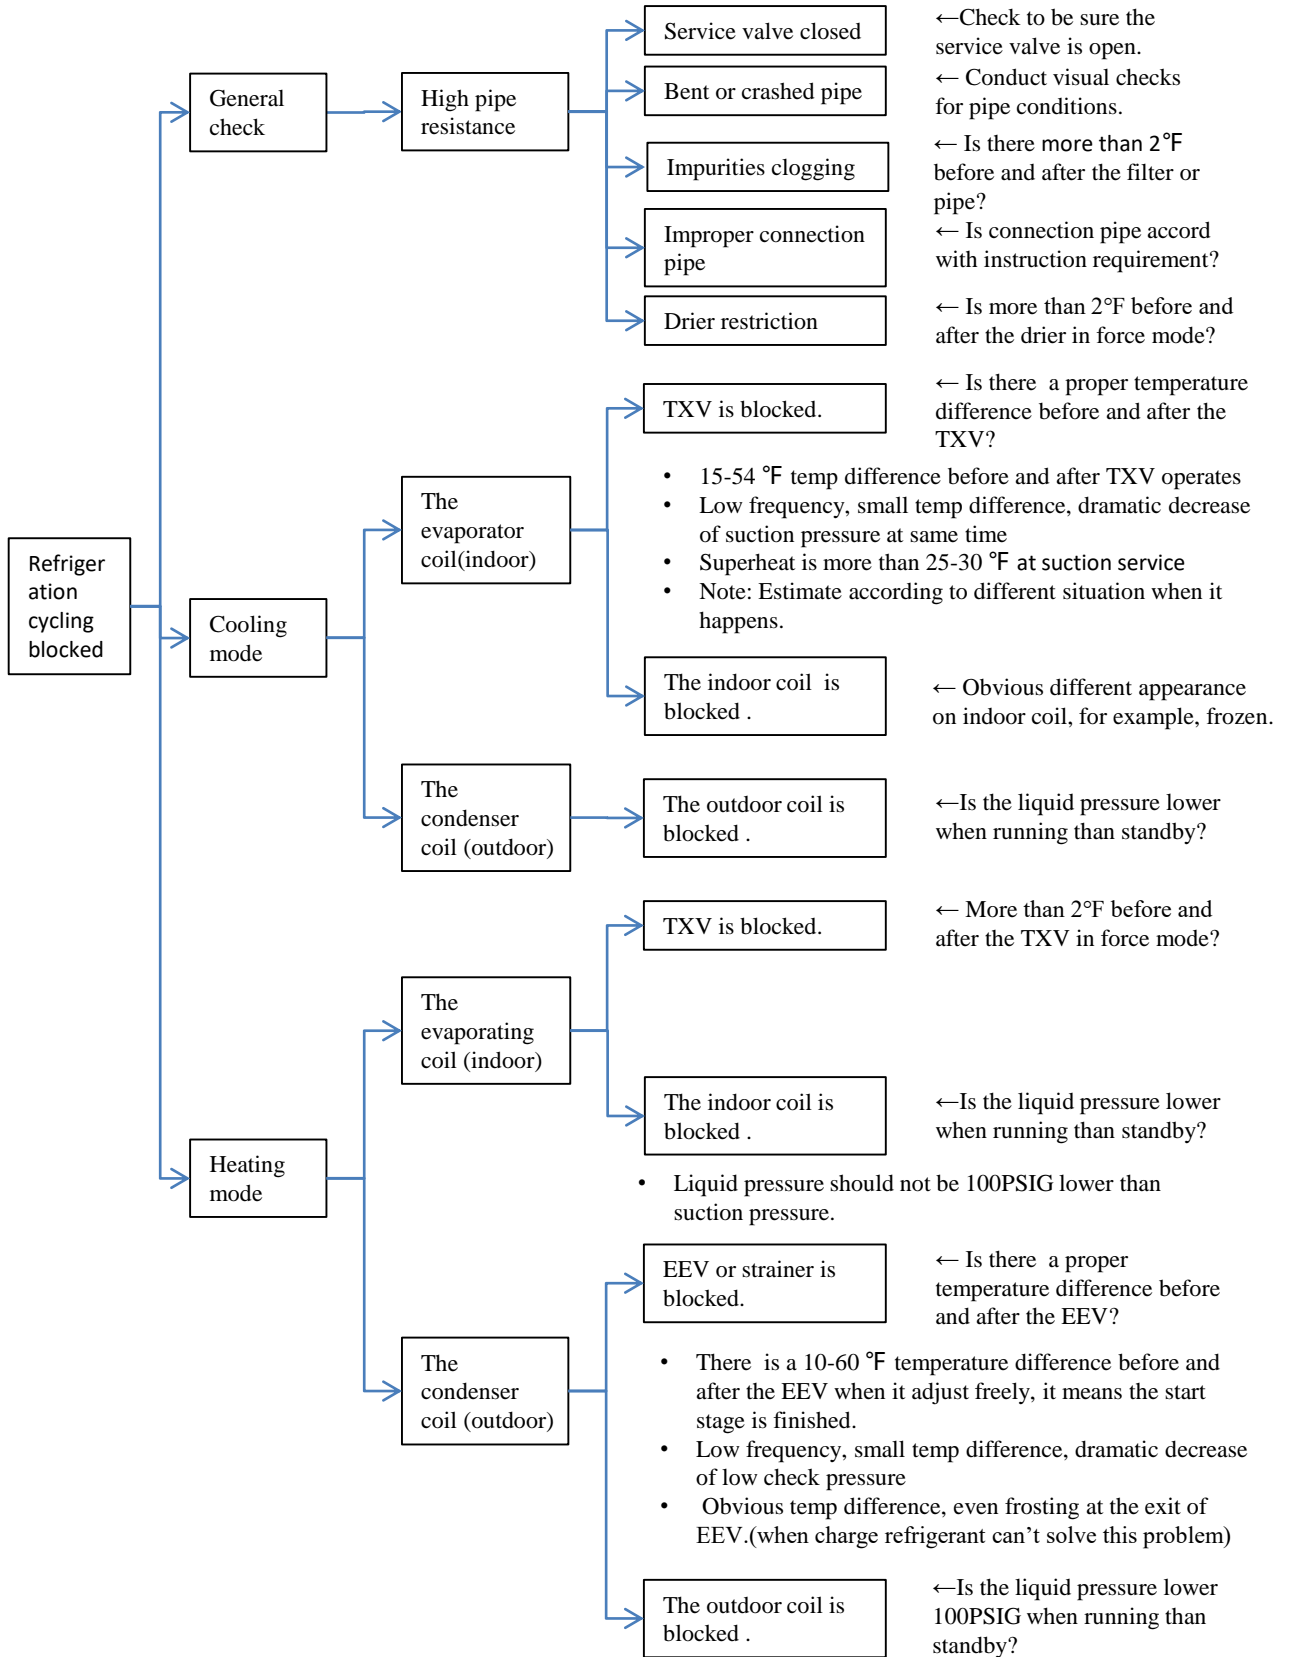 Service valve closed
←Check to be sure the
service valve is open.
General
check
High pipe
resistance
Bent or crashed pipe
← Conduct visual checks
for pipe conditions.
Impurities clogging
← Is there more than 2℉
before and after the filter or
pipe?
Improper connection
pipe
← Is connection pipe accord
with instruction requirement?
Drier restriction
← Is more than 2°F before and
after the drier in force mode?
TXV is blocked.
← Is there  a proper temperature
difference before and after the
TXV?
The
evaporator
coil(indoor)
• 15-54 ℉ temp difference before and after TXV operates
• Low frequency, small temp difference, dramatic decrease
of suction pressure at same time
• Superheat is more than 25-30 ℉ at suction service
• Note: Estimate according to different situation when it
happens.
Refriger
ation
cycling
blocked
Cooling
mode
The indoor coil  is
blocked .
← Obvious different appearance
on indoor coil, for example, frozen.
The
condenser
coil (outdoor)
The outdoor coil is
blocked .
←Is the liquid pressure lower
when running than standby?
TXV is blocked.
← More than 2°F before and
after the TXV in force mode?
The
evaporating
coil (indoor)
The indoor coil is
blocked .
←Is the liquid pressure lower
when running than standby?
Heating
mode
• Liquid pressure should not be 100PSIG lower than
suction pressure.
EEV or strainer is
blocked.
← Is there  a proper
temperature difference before
and after the EEV?
The
condenser
coil (outdoor)
• There  is a 10-60 ℉ temperature difference before and
after the EEV when it adjust freely, it means the start
stage is finished.
• Low frequency, small temp difference, dramatic decrease
of low check pressure
• Obvious temp difference, even frosting at the exit of
EEV.(when charge refrigerant can’t solve this problem)
The outdoor coil is
blocked .
←Is the liquid pressure lower
100PSIG when running than
standby?